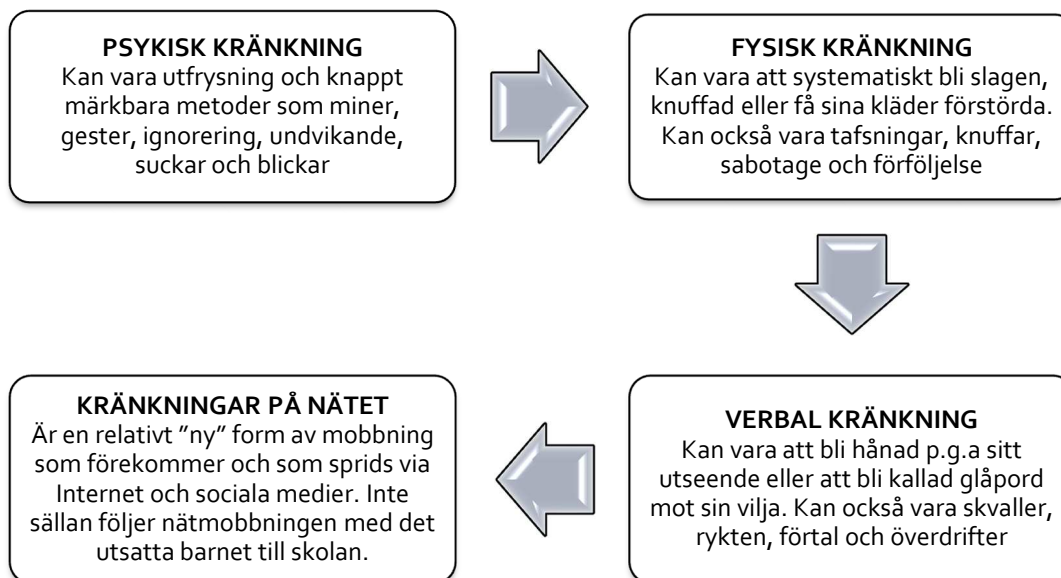 PSYKISK KRÄNKNING
Kan vara utfrysning och knappt
märkbara metoder som miner,
gester, ignorering, undvikande,
suckar och blickar
FYSISK KRÄNKNING
Kan vara att systematiskt bli slagen,
knuffad eller få sina kläder förstörda.
Kan också vara tafsningar, knuffar,
sabotage och förföljelse
VERBAL KRÄNKNING
Kan vara att bli hånad p.g.a sitt
utseende eller att bli kallad glåpord
mot sin vilja. Kan också vara skvaller,
rykten, förtal och överdrifter
KRÄNKNINGAR PÅ NÄTET
Är en relativt ”ny” form av mobbning
som förekommer och som sprids via
Internet och sociala medier. Inte
sällan följer nätmobbningen med det
utsatta barnet till skolan.